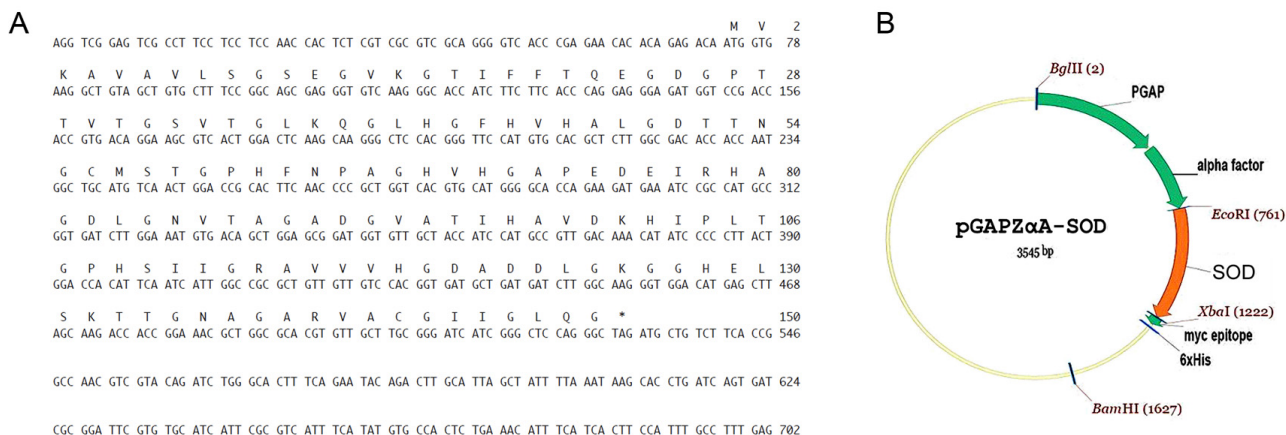 A
M V 2
AGG TCG GAG TCG CCT TCC TCC TCC AAC CAC TCT CGT CGC GTC GCA GGG GTC ACC CGA GAA CAC ACA GAG ACA ATG GTG 78
K A V A V L S G S E G V K G T I F F T Q E G D G P T 28
AAG GCT GTA GCT GTG CTT TCC GGC AGC GAG GGT GTC AAG GGC ACC ATC TTC TTC ACC CAG GAG GGA GAT GGT CCG ACC 156
T V T G S V T G L K Q G L H G F H V H A L G D T T N 54
ACC GTG ACA GGA AGC GTC ACT GGA CTC AAG CAA GGG CTC CAC GGG TTC CAT GTG CAC GCT CTT GGC GAC ACC ACC AAT 234
G C M S T G P H F N P A G H V H G A P E D E I R H A 80
GGC TGC ATG TCA ACT GGA CCG CAC TTC AAC CCC GCT GGT CAC GTG CAT GGG GCA CCA GAA GAT GAA ATC CGC CAT GCC 312
G D L G N V T A G A D G V A T I H A V D K H I P L T 106
GGT GAT CTT GGA AAT GTG ACA GCT GGA GCG GAT GGT GTT GCT ACC ATC CAT GCC GTT GAC AAA CAT ATC CCC CTT ACT 390
G P H S I I G R A V V V H G D A D D L G K G G H E L 130
GGA CCA CAT TCA ATC ATT GGC CGC GCT GTT GTT GTC CAC GGT GAT GCT GAT GAT CTT GGC AAG GGT GGA CAT GAG CTT 468
S K T T G N A G A R V A C G I I G L Q G * 150
AGC AAG ACC ACC GGA AAC GCT GGC GCA CGT GTT GCT TGC GGG ATC ATC GGG CTC CAG GGC TAG ATG CTG TCT TCA CCG 546
GCC AAC GTC GTA CAG ATC TGG GCA CTT TCA GAA TAC AGA CTT GCA TTA GCT ATT TTA AAT AAG CAC CTG ATC AGT GAT 624
CGC GGA TTC GTG TGC ATC ATT CGC GTC ATT TCA TAT GTG CCA CTC TGA AAC ATT TCA TCA CTT CCA TTT GCC TTT GAG 702
B
BglII (2)
PGAP
alpha factor
EcoRI (761)
pGAPZαA-SOD
3545 bp
SOD
XbaI (1222)
myc epitope
6xHis
BamHI (1627)